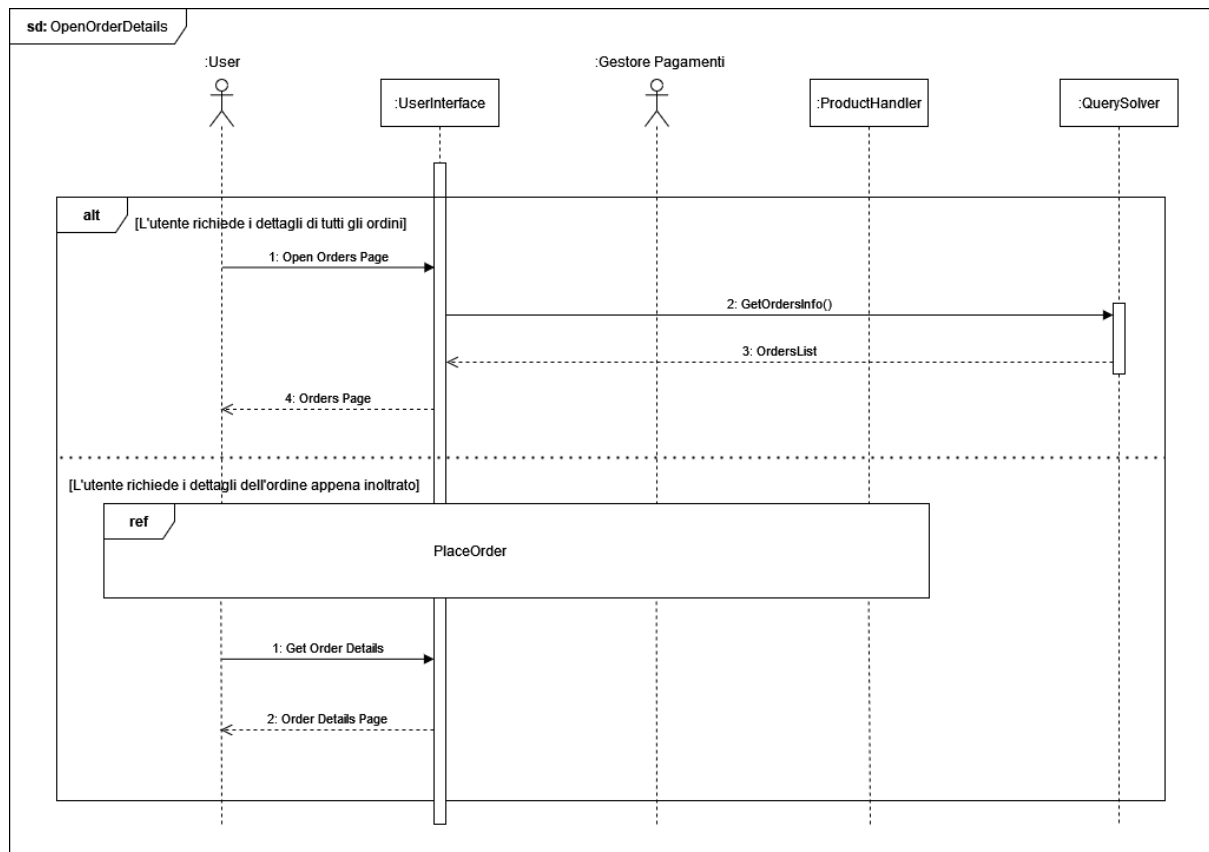 sd: OpenOrderDetails
:User
:UserInterface
:Gestore Pagamenti
:ProductHandler
:QuerySolver
alt
[L'utente richiede i dettagli di tutti gli ordini]
1: Open Orders Page
2: GetOrdersInfo()
3: OrdersList
4: Orders Page
[L'utente richiede i dettagli dell'ordine appena inoltrato]
ref
PlaceOrder
1: Get Order Details
2: Order Details Page